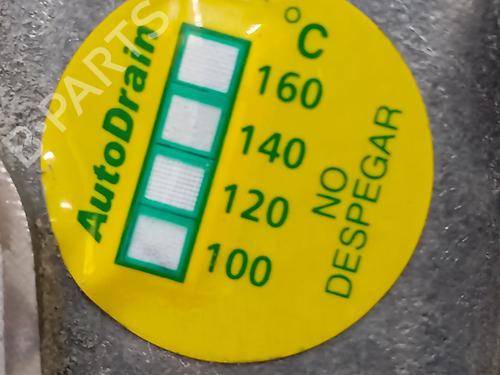 °C
AutoDrain
160
140
120
100
NO
DESPEGAR
B-PARTS